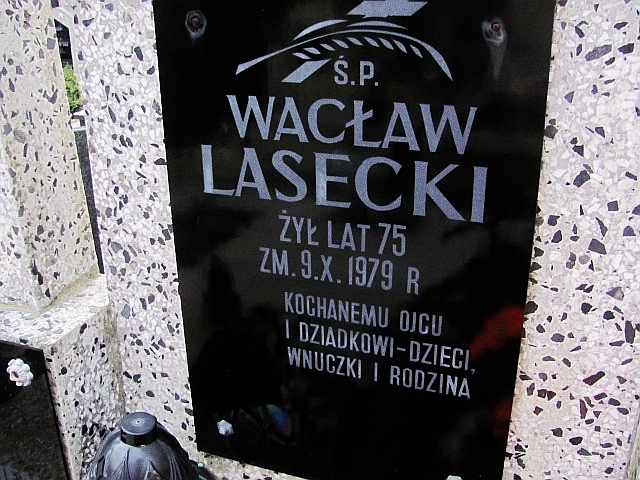 Ś.P.
WACŁAW
LASECKI
ŻYŁ LAT 75
ZM. 9.X.1979 R
KOCHANEMU OJCU
I DZIADKOWI-DZIECI,
WNUCZKI I RODZINA